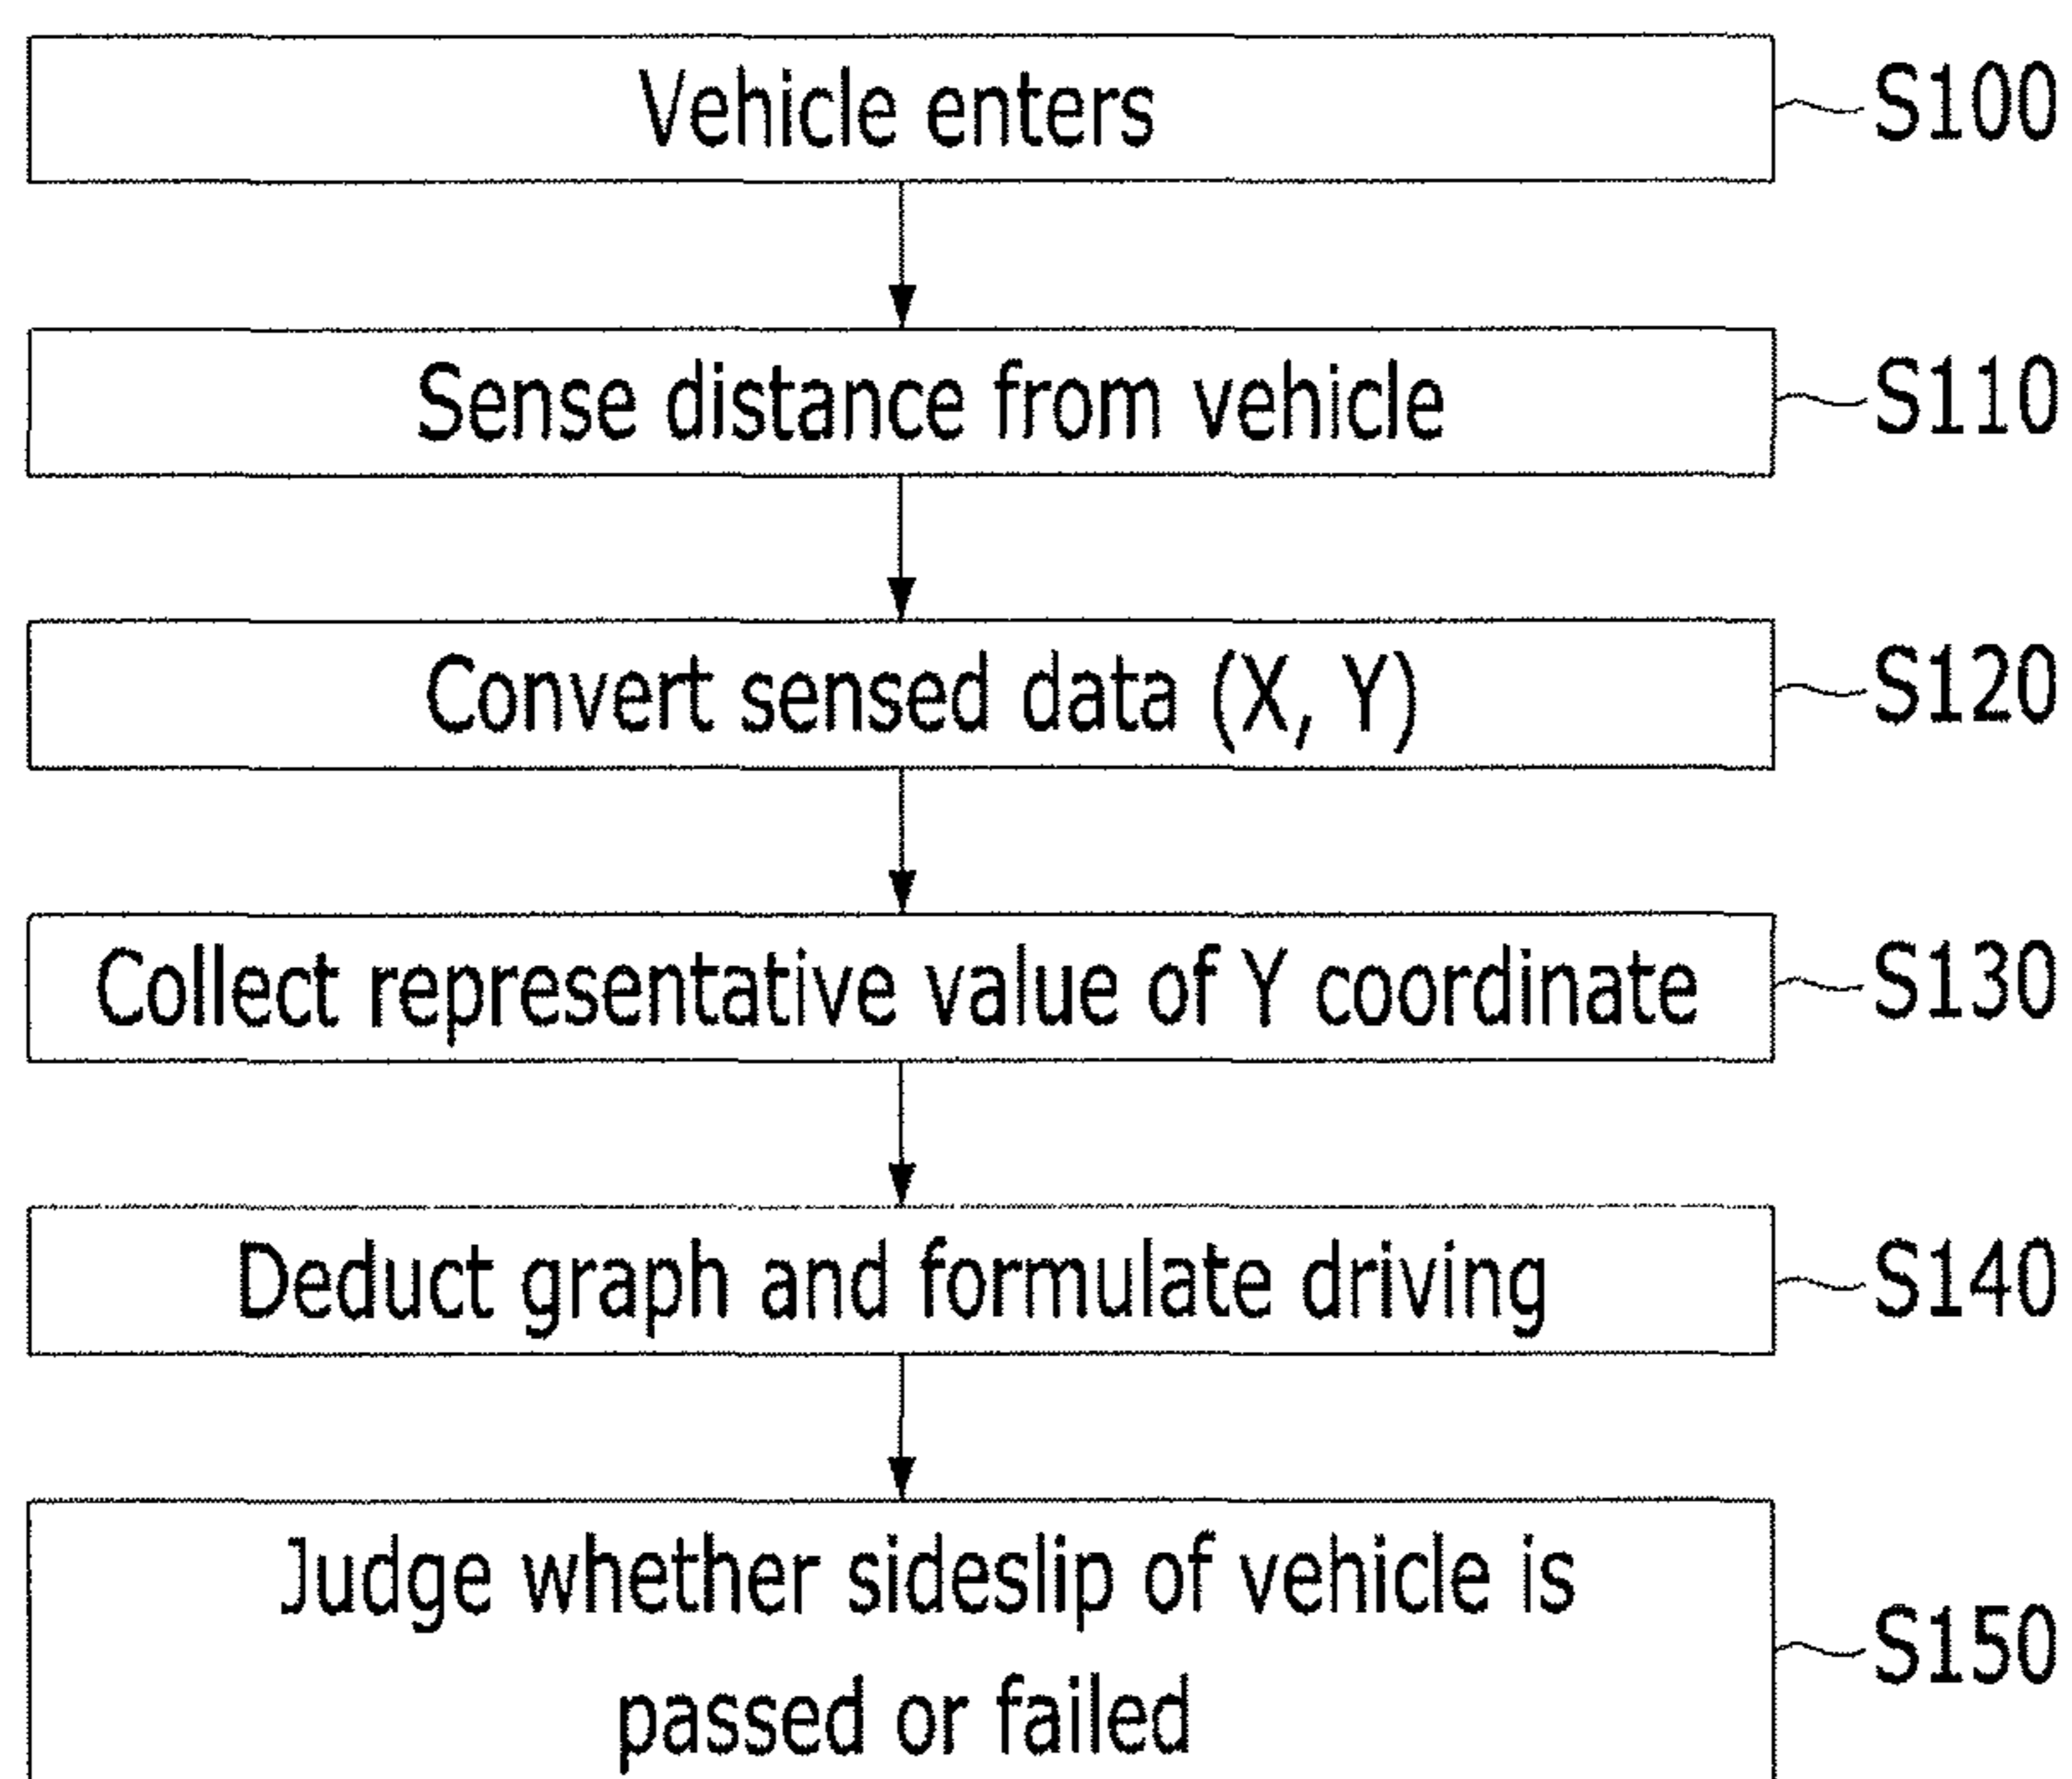 Vehicle enters S100
Sense distance from vehicle S110
Convert sensed data (X, Y) S120
Collect representative value of Y coordinate S130
Deduct graph and formulate driving S140
Judge whether sideslip of vehicle is
passed or failed
S150